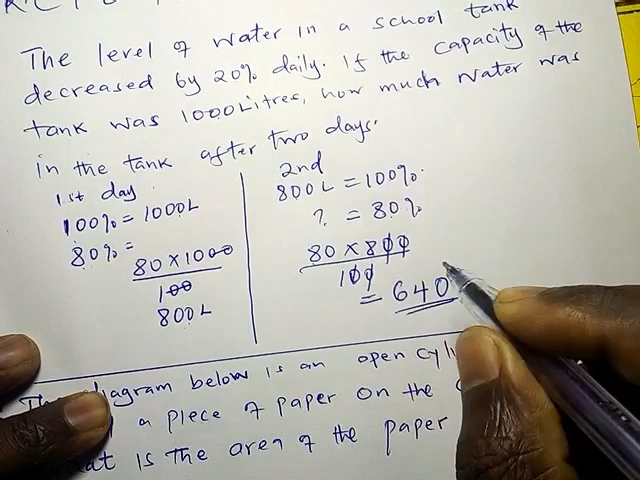 The level of water in a school tank
decreased by 20% daily. If the capacity of the
tank was 1000Litres, how much water was
in the tank after two days.
1st day
100% = 1000L
80% =
80 x 1000
100
800L
2nd
800L = 100%.
? = 80%
80 x 800
100
= 640
diagram below is an open cyli
a piece of paper on the
is the area of the paper